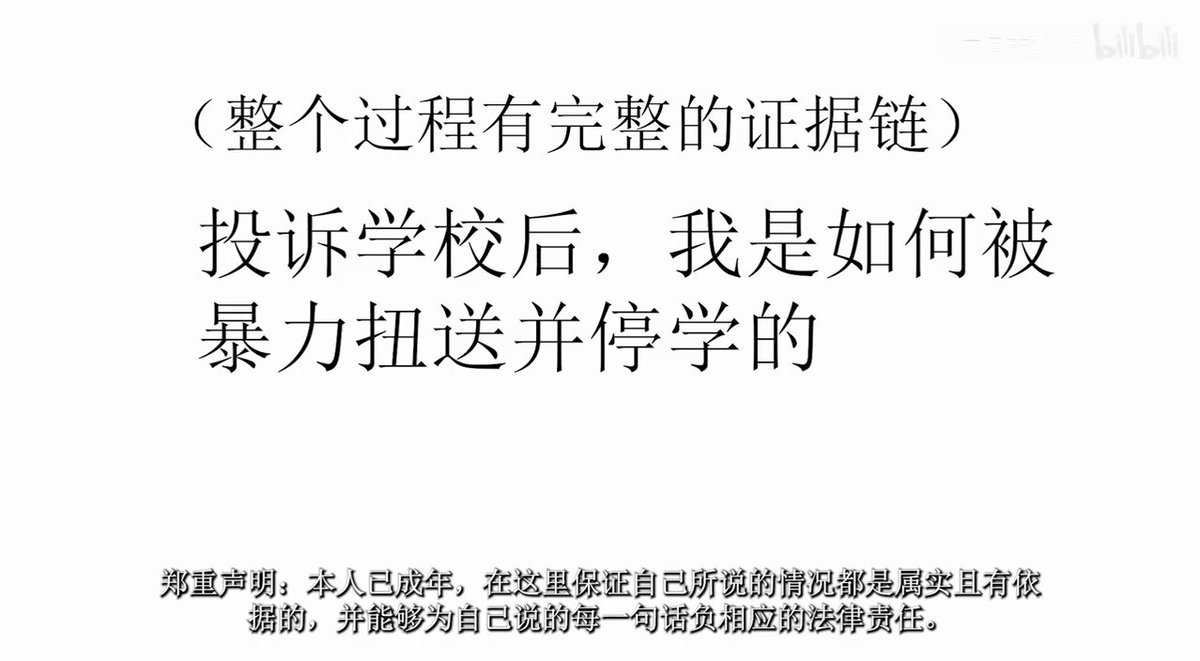 bilibili
（整个过程有完整的证据链）
投诉学校后，我是如何被
暴力扭送并停学的
郑重声明：本人已成年，在这里保证自己所说的情况都是属实且有依
据的，并能够为自己说的每一句话负相应的法律责任。